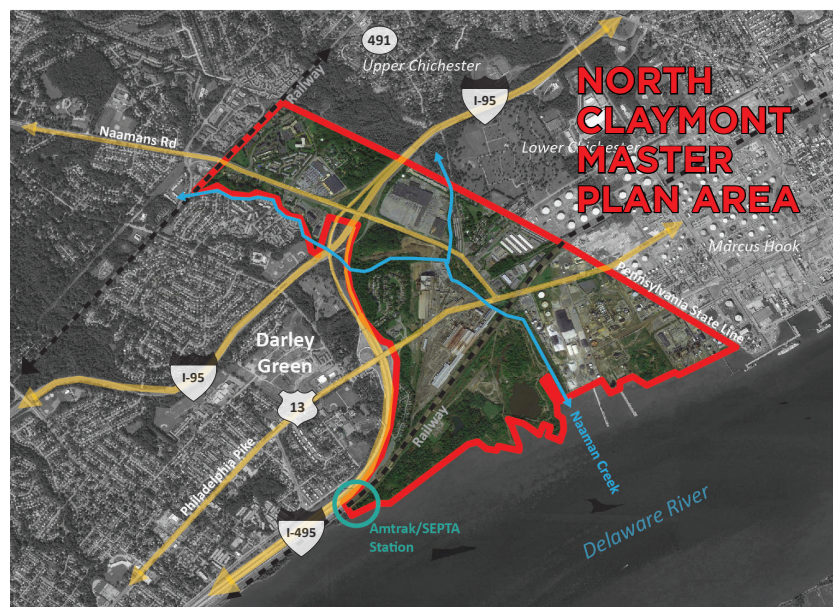 491
Upper Chichester
Railway
I-95
NORTH
CLAYMONT
MASTER
PLAN AREA
Naamans Rd
Lower Chichester
Marcus Hook
Pennsylvania State Line
Darley
Green
I-95
13
Railway
Philadelphia Pike
Naaman Creek
I-495
Amtrak/SEPTA
Station
Delaware River